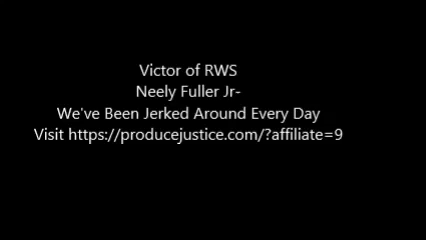 Victor of RWS
Neely Fuller Jr-
We've Been Jerked Around Every Day
Visit https://producejustice.com/?affiliate=9